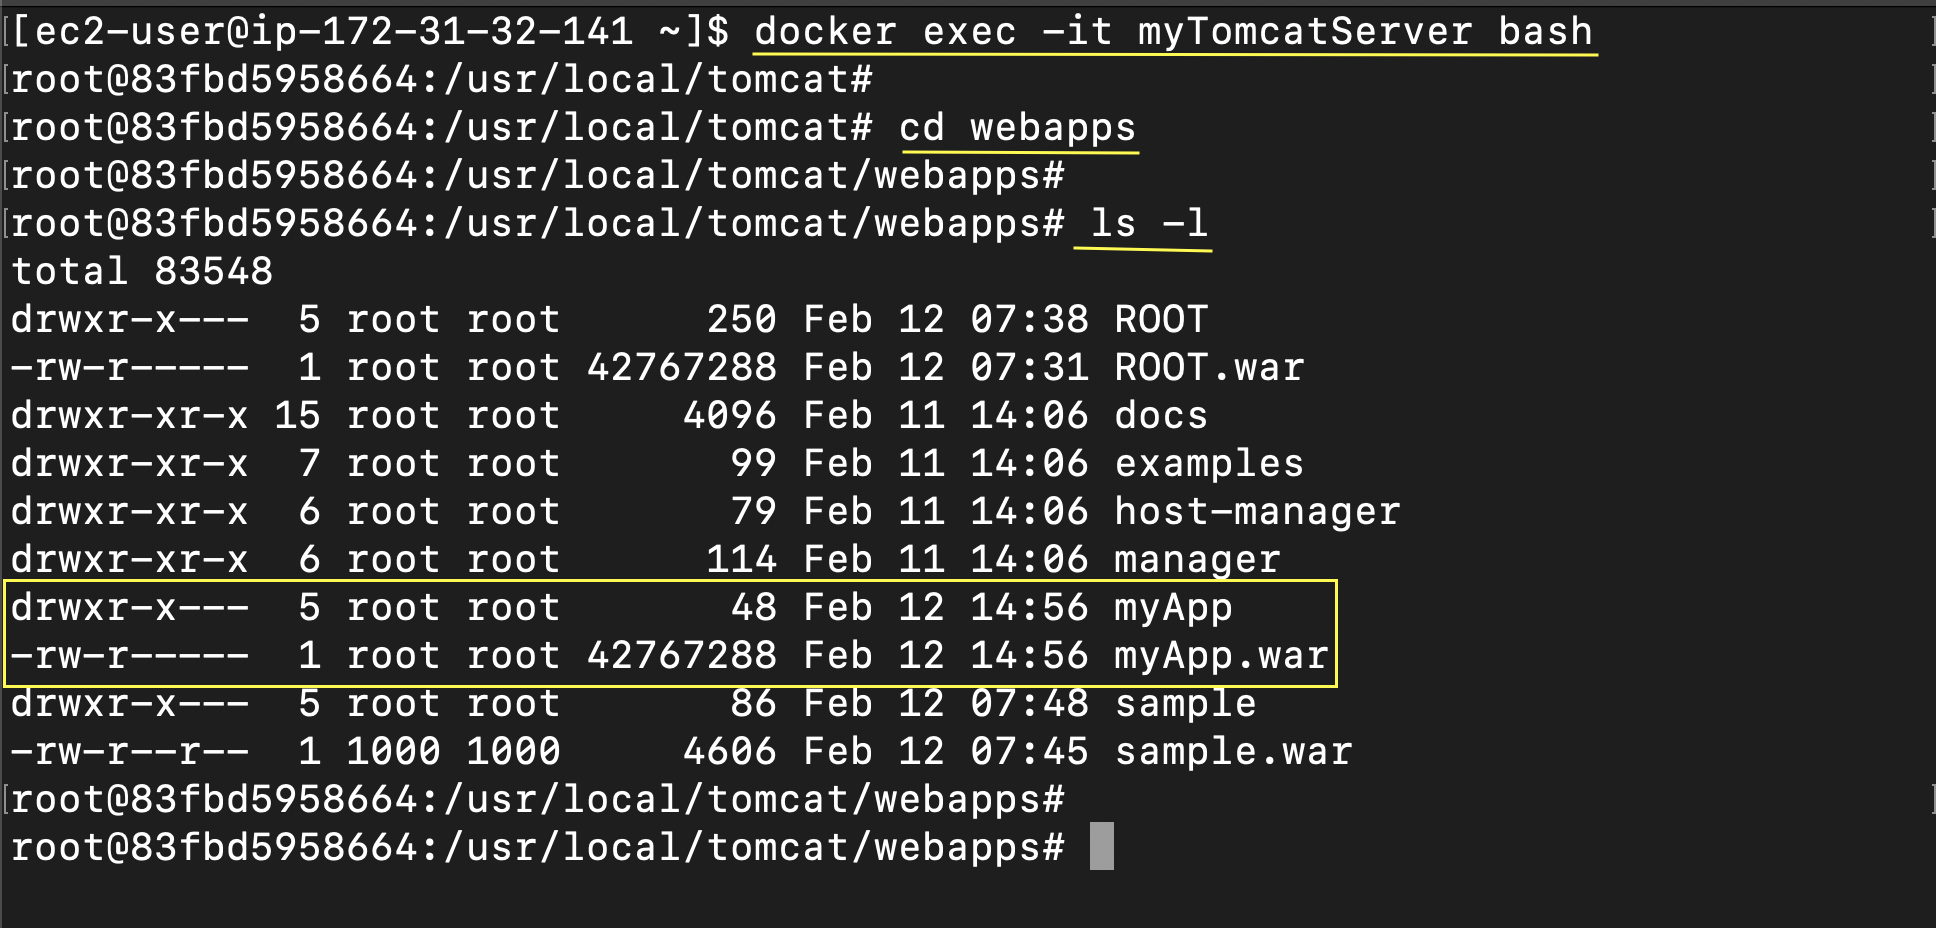 [ec2-user@ip-172-31-32-141 ~]$ docker exec -it myTomcatServer bash
root@83fbd5958664:/usr/local/tomcat#
root@83fbd5958664:/usr/local/tomcat# cd webapps
root@83fbd5958664:/usr/local/tomcat/webapps#
root@83fbd5958664:/usr/local/tomcat/webapps# ls -l
total 83548
drwxr-x---  5 root root      250 Feb 12 07:38 ROOT
-rw-r-----  1 root root 42767288 Feb 12 07:31 ROOT.war
drwxr-xr-x 15 root root     4096 Feb 11 14:06 docs
drwxr-xr-x  7 root root       99 Feb 11 14:06 examples
drwxr-xr-x  6 root root       79 Feb 11 14:06 host-manager
drwxr-xr-x  6 root root      114 Feb 11 14:06 manager
drwxr-x---  5 root root       48 Feb 12 14:56 myApp
-rw-r-----  1 root root 42767288 Feb 12 14:56 myApp.war
drwxr-x---  5 root root       86 Feb 12 07:48 sample
-rw-r--r--  1 1000 1000     4606 Feb 12 07:45 sample.war
root@83fbd5958664:/usr/local/tomcat/webapps#
root@83fbd5958664:/usr/local/tomcat/webapps#